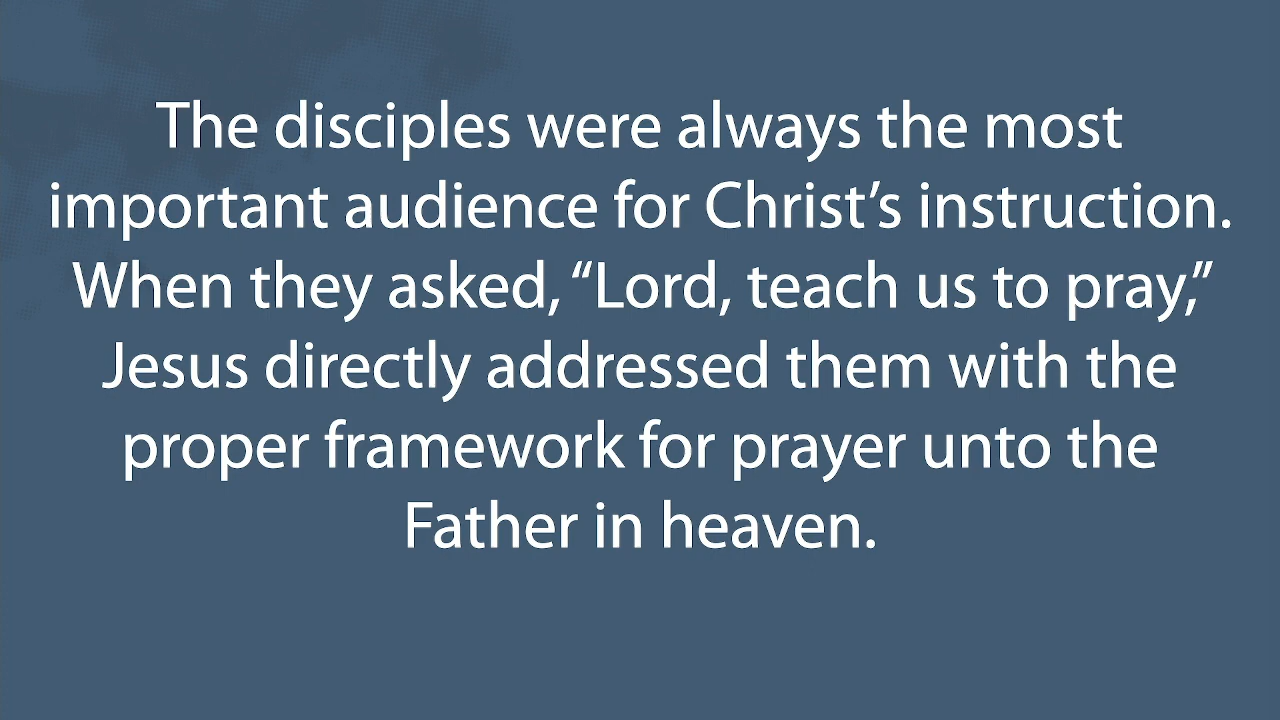 The disciples were always the most
important audience for Christ’s instruction.
When they asked, “Lord, teach us to pray,”
Jesus directly addressed them with the
proper framework for prayer unto the
Father in heaven.